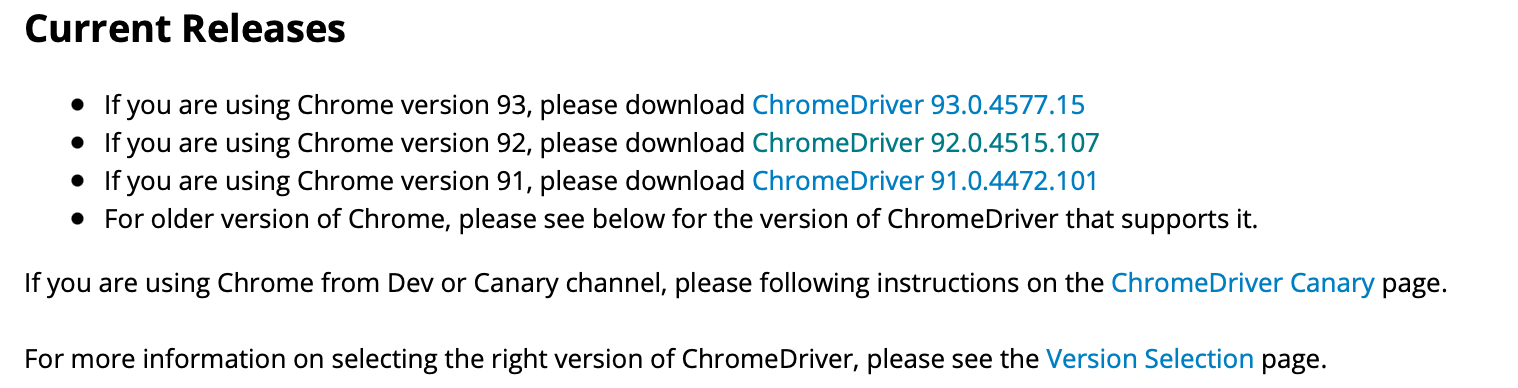 Current Releases
• If you are using Chrome version 93, please download ChromeDriver 93.0.4577.15
• If you are using Chrome version 92, please download ChromeDriver 92.0.4515.107
• If you are using Chrome version 91, please download ChromeDriver 91.0.4472.101
• For older version of Chrome, please see below for the version of ChromeDriver that supports it.
If you are using Chrome from Dev or Canary channel, please following instructions on the ChromeDriver Canary page.
For more information on selecting the right version of ChromeDriver, please see the Version Selection page.